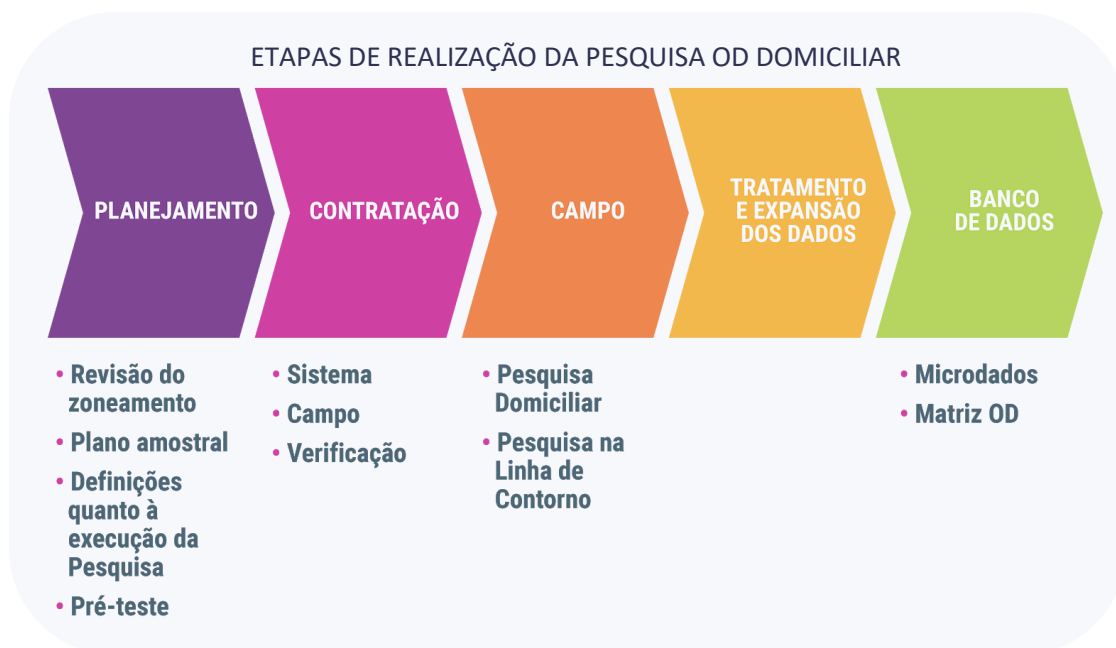 ETAPAS DE REALIZAÇÃO DA PESQUISA OD DOMICILIAR
PLANEJAMENTO
CONTRATAÇÃO
CAMPO
TRATAMENTO
E EXPANSÃO
DOS DADOS
BANCO
DE DADOS
• Revisão do
zoneamento
• Plano amostral
• Definições
quanto à
execução da
Pesquisa
• Pré-teste
• Sistema
• Campo
• Verificação
• Pesquisa
Domiciliar
• Pesquisa na
Linha de
Contorno
• Microdados
• Matriz OD